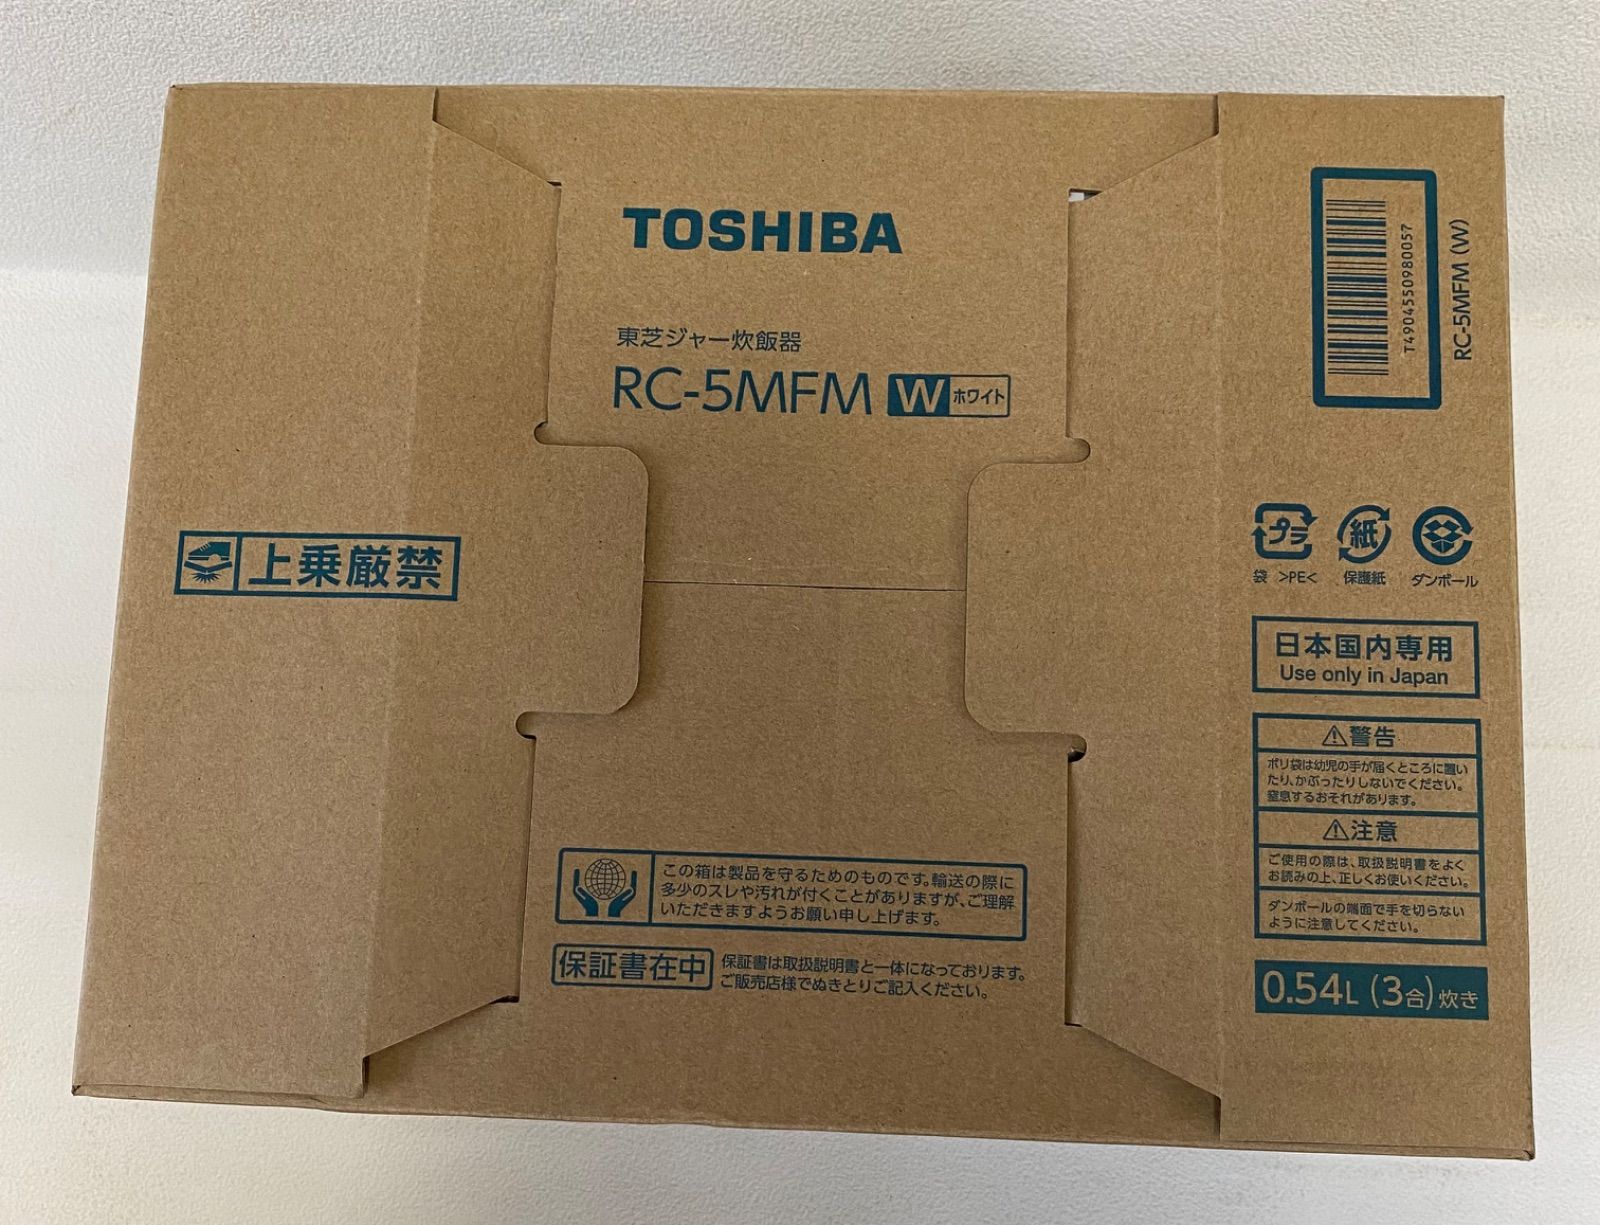 TOSHIBA
東芝ジャー炊飯器
RC-5MFM W ホワイト
上乗厳禁
この箱は製品を守るためのものです。輸送の際に
多少のスレや汚れが付くことがありますが、ご理解
いただきますようお願い申し上げます。
保証書在中
保証書は取扱説明書と一体になっております。
ご販売店様でぬきとりご記入ください。
T4904550980057
RC-5MFM (W)
プラ
袋 >PE<
紙
保護紙
ダンボール
日本国内専用
Use only in Japan
⚠警告
ポリ袋は幼児の手が届くところに置い
たり、かぶったりしないでください。
窒息するおそれがあります。
⚠注意
ご使用の際は、取扱説明書をよく
お読みの上、正しくお使いください。
ダンボールの端面で手を切らない
ように注意してください。
0.54L (3合) 炊き